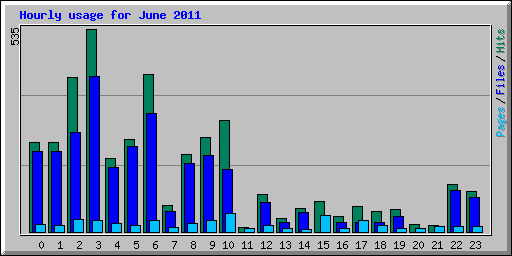 Hourly usage for June 2011
535
Pages / Files / Hits
0 1 2 3 4 5 6 7 8 9 10 11 12 13 14 15 16 17 18 19 20 21 22 23